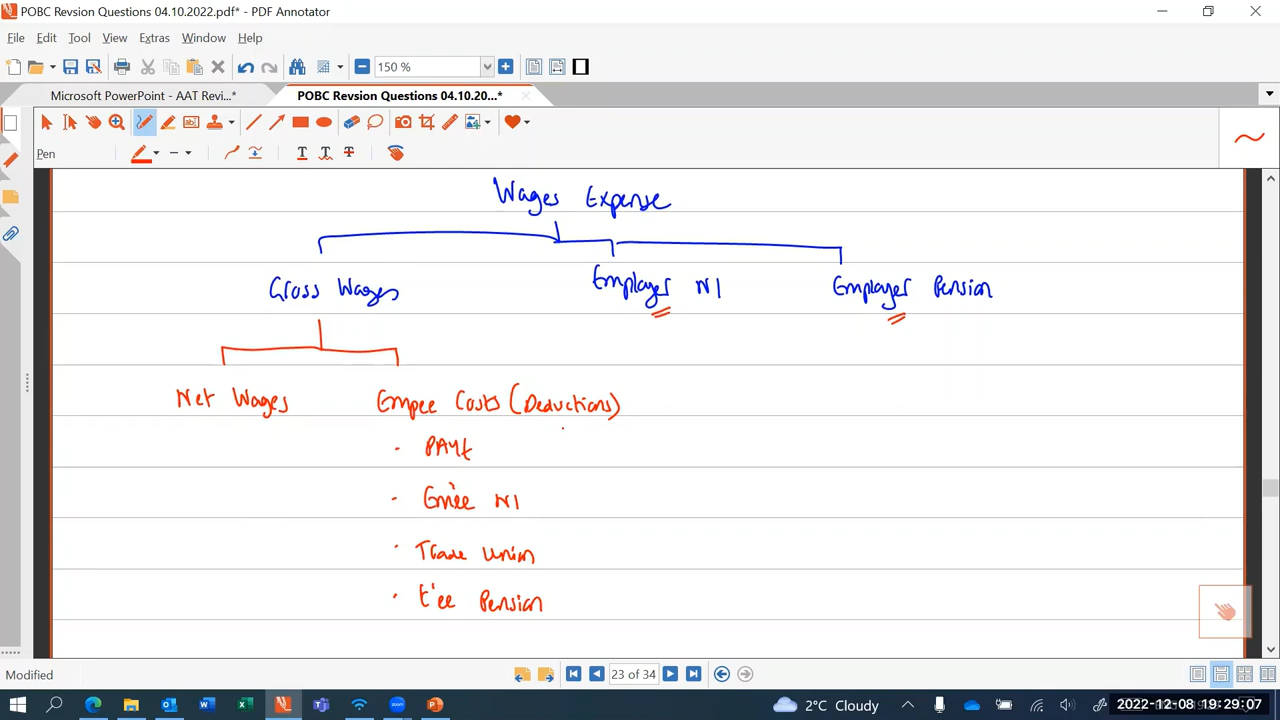 POBC Revsion Questions 04.10.2022.pdf* - PDF Annotator
File Edit Tool View Extras Window Help
150 %
Microsoft PowerPoint - AAT Revi...* POBC Revsion Questions 04.10.20...*
Pen
Wages Expense
Gross Wages Employer NI Employer Pension
Net Wages Empee Costs (Deductions)
· PAYE
· Em'ee NI
· Trade Union
· E'ee Pension
Modified 23 of 34
2°C Cloudy 2022-12-08 19:29:07